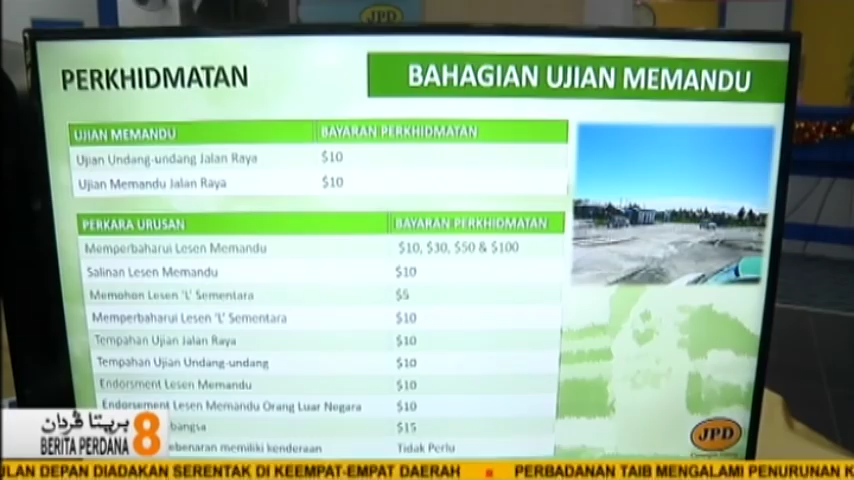 JPD
PERKHIDMATAN
BAHAGIAN UJIAN MEMANDU
UJIAN MEMANDU BAYARAN PERKHIDMATAN
Ujian Undang-undang Jalan Raya $10
Ujian Memandu Jalan Raya $10
PERKARA URUSAN BAYARAN PERKHIDMATAN
Memperbaharui Lesen Memandu $10, $30, $50 & $100
Salinan Lesen Memandu $10
Memohon Lesen 'L' Sementara $5
Memperbaharui Lesen 'L' Sementara $10
Tempahan Ujian Jalan Raya $10
Tempahan Ujian Undang-undang $10
Endorsment Lesen Memandu $10
Endorsement Lesen Memandu Orang Luar Negara $10
bangsa $15
ebenaran memiliki kenderaan Tidak Perlu
JPD
بريتا ڤردان
BERITA PERDANA 8
ULAN DEPAN DIADAKAN SERENTAK DI KEEMPAT-EMPAT DAERAH ▪ PERBADANAN TAIB MENGALAMI PENURUNAN K